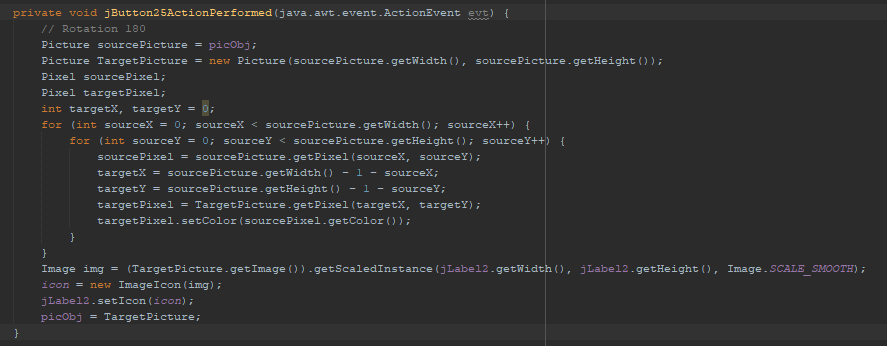 private void jButton25ActionPerformed(java.awt.event.ActionEvent evt) {
// Rotation 180
Picture sourcePicture = picObj;
Picture TargetPicture = new Picture(sourcePicture.getWidth(), sourcePicture.getHeight());
Pixel sourcePixel;
Pixel targetPixel;
int targetX, targetY = 0;
for (int sourceX = 0; sourceX < sourcePicture.getWidth(); sourceX++) {
for (int sourceY = 0; sourceY < sourcePicture.getHeight(); sourceY++) {
sourcePixel = sourcePicture.getPixel(sourceX, sourceY);
targetX = sourcePicture.getWidth() - 1 - sourceX;
targetY = sourcePicture.getHeight() - 1 - sourceY;
targetPixel = TargetPicture.getPixel(targetX, targetY);
targetPixel.setColor(sourcePixel.getColor());
}
}
Image img = (TargetPicture.getImage()).getScaledInstance(jLabel2.getWidth(), jLabel2.getHeight(), Image.SCALE_SMOOTH);
icon = new ImageIcon(img);
jLabel2.setIcon(icon);
picObj = TargetPicture;
}